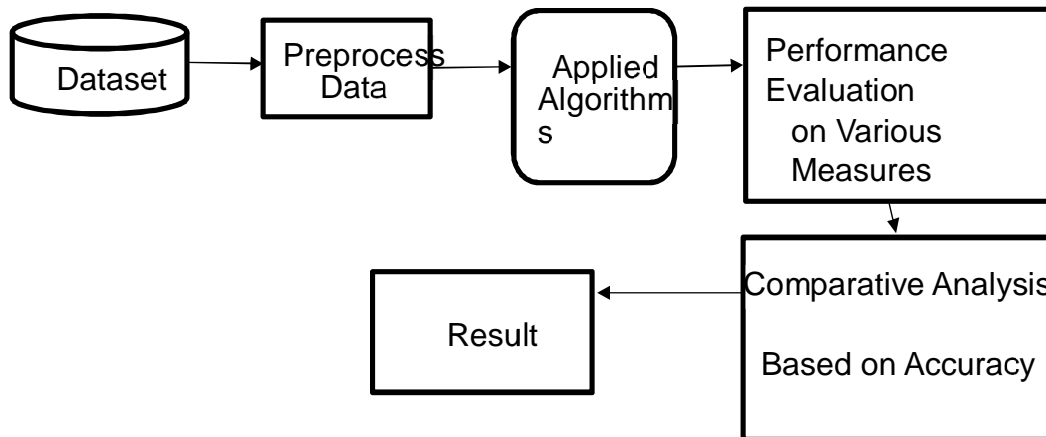 Dataset
Preprocess
Data
Applied
Algorithm
s
Performance
Evaluation
on Various
Measures
Comparative Analysis
Based on Accuracy
Result